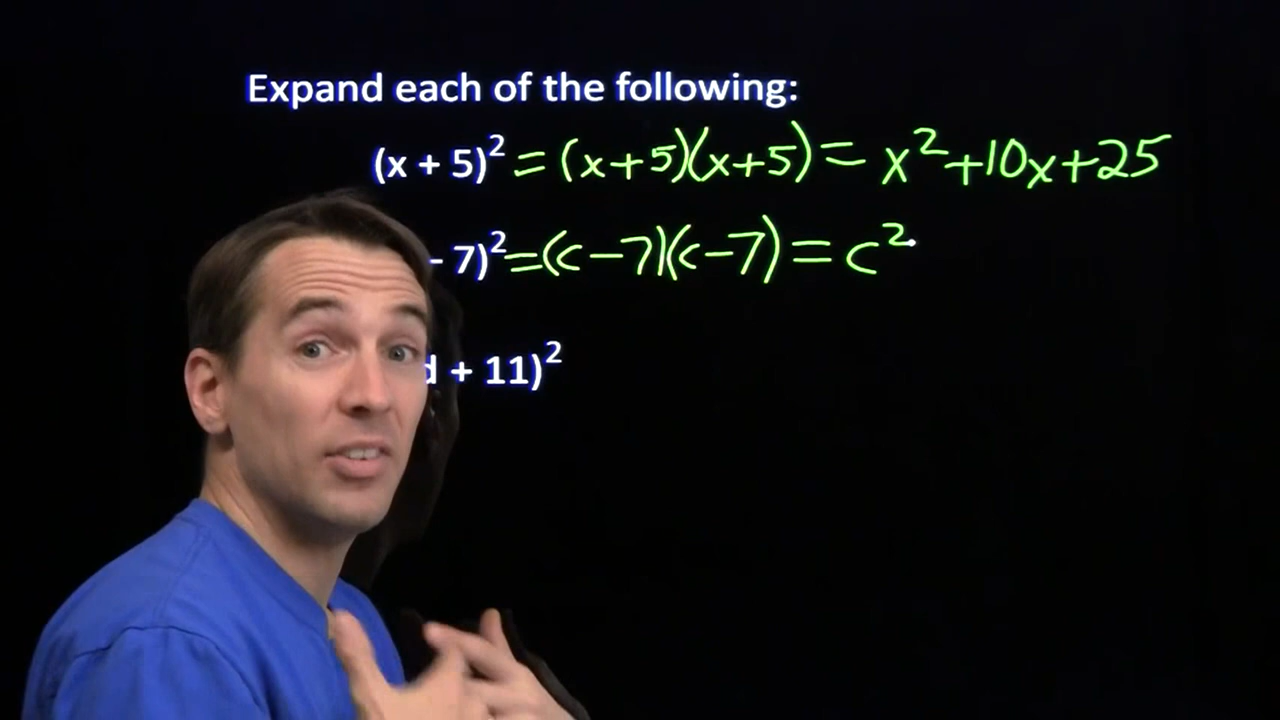 Expand each of the following:
(x + 5)² = (x+5)(x+5) = x²+10x+25
- 7)² = (c-7)(c-7) = c²
d + 11)²